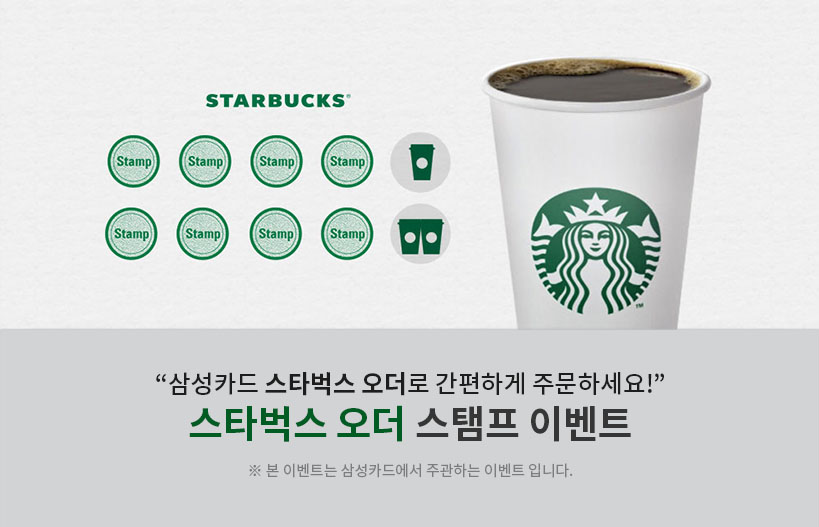 STARBUCKS®
Stamp Stamp Stamp Stamp
Stamp Stamp Stamp Stamp
TM
“삼성카드 스타벅스 오더로 간편하게 주문하세요!”
스타벅스 오더 스탬프 이벤트
※ 본 이벤트는 삼성카드에서 주관하는 이벤트 입니다.